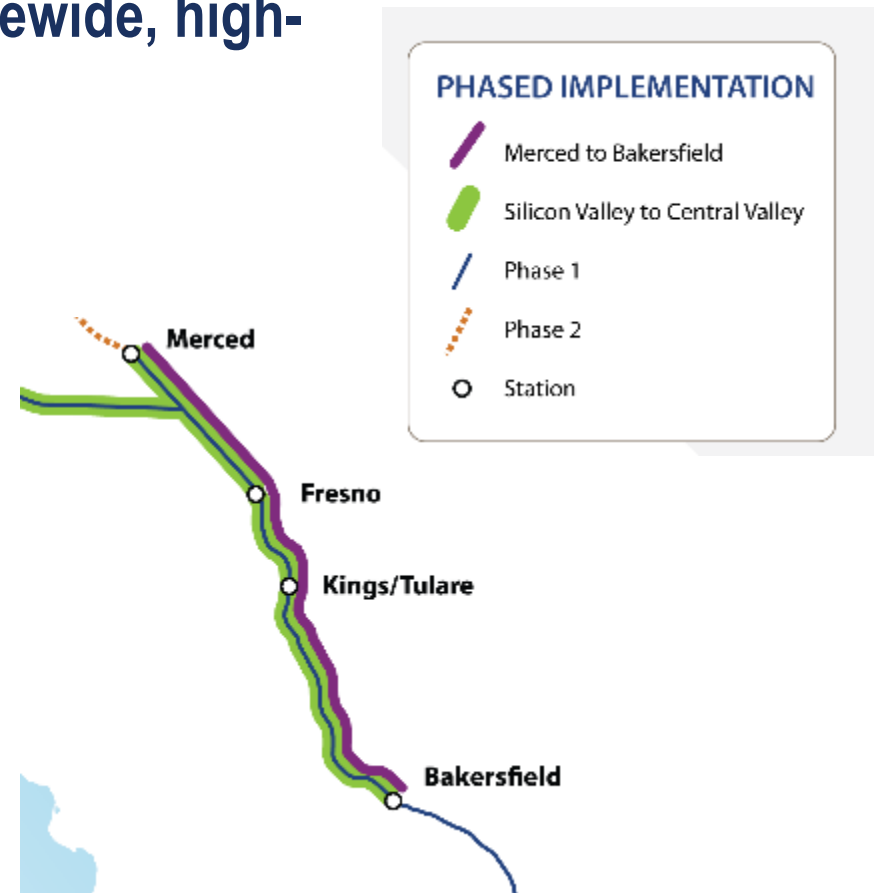 ewide, high-
PHASED IMPLEMENTATION
Merced to Bakersfield
Silicon Valley to Central Valley
Phase 1
Phase 2
Station
Merced
Fresno
Kings/Tulare
Bakersfield